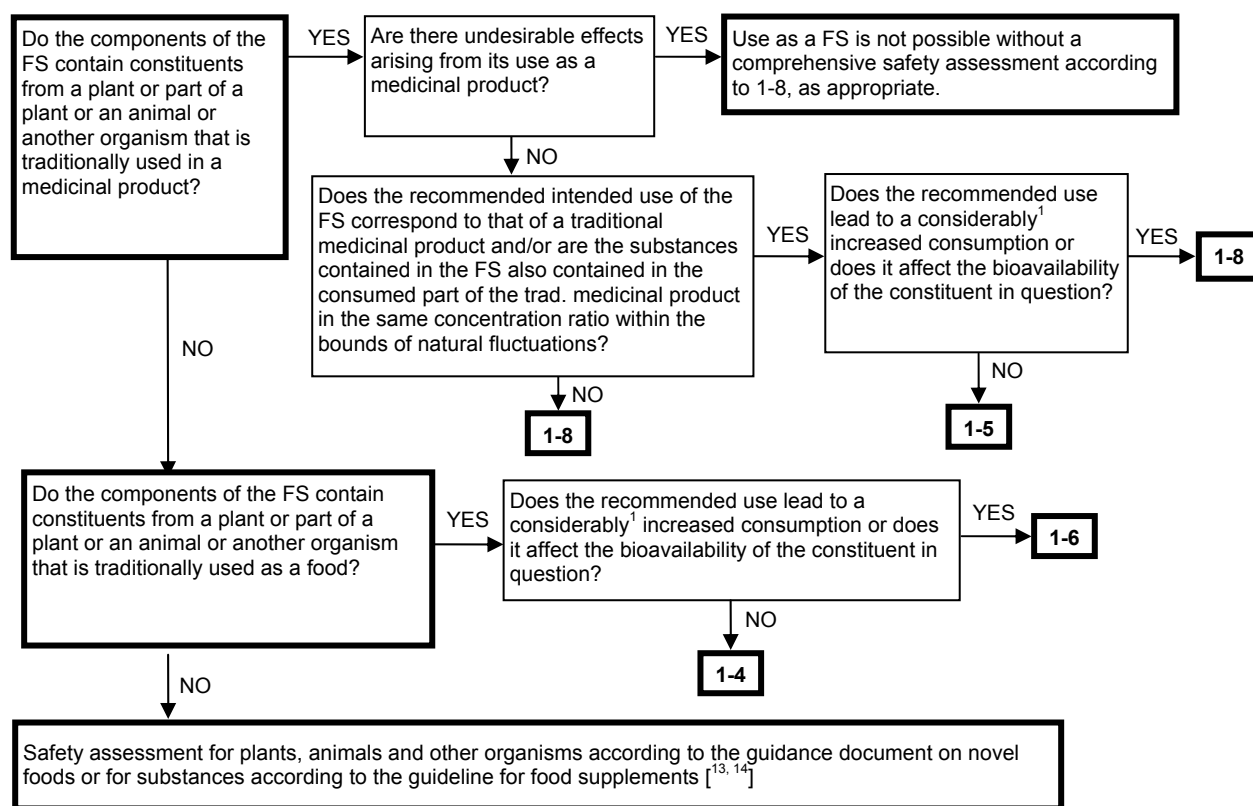 Do the components of the
FS contain constituents
from a plant or part of a
plant or an animal or
another organism that is
traditionally used in a
medicinal product?
YES
Are there undesirable effects
arising from its use as a
medicinal product?
YES
Use as a FS is not possible without a
comprehensive safety assessment according
to 1-8, as appropriate.
NO
Does the recommended intended use of the
FS correspond to that of a traditional
medicinal product and/or are the substances
contained in the FS also contained in the
consumed part of the trad. medicinal product
in the same concentration ratio within the
bounds of natural fluctuations?
YES
Does the recommended use
lead to a considerably¹
increased consumption or
does it affect the bioavailability
of the constituent in question?
YES
1-8
NO
NO
1-8
NO
1-5
Do the components of the FS contain
constituents from a plant or part of a
plant or an animal or another organism
that is traditionally used as a food?
YES
Does the recommended use lead to a
considerably¹ increased consumption or does
it affect the bioavailability of the constituent in
question?
YES
1-6
NO
1-4
NO
Safety assessment for plants, animals and other organisms according to the guidance document on novel
foods or for substances according to the guideline for food supplements [¹³, ¹⁴]